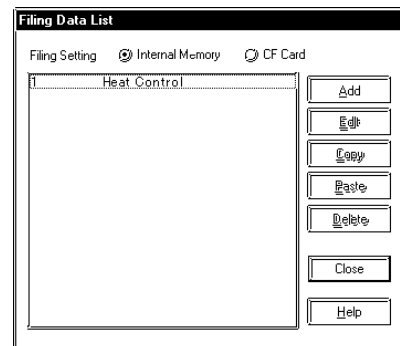 Filing Data List
Filing Setting Internal Memory CF Card
1 Heat Control
Add
Edit
Copy
Paste
Delete
Close
Help